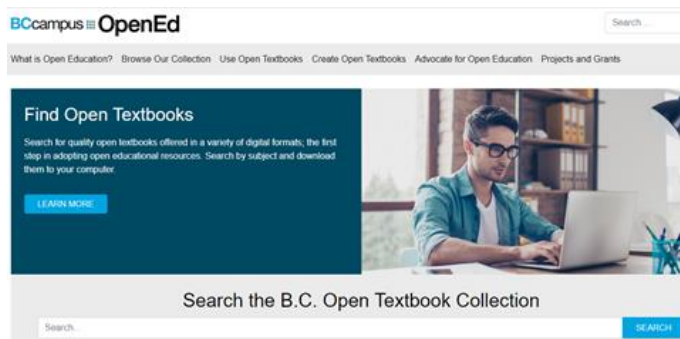 BCcampus OpenEd
Search ...
What is Open Education? Browse Our Collection Use Open Textbooks Create Open Textbooks Advocate for Open Education Projects and Grants
Find Open Textbooks
Search for quality open textbooks offered in a variety of digital formats; the first
step in adopting open educational resources. Search by subject and download
them to your computer.
LEARN MORE
Search the B.C. Open Textbook Collection
Search...
SEARCH